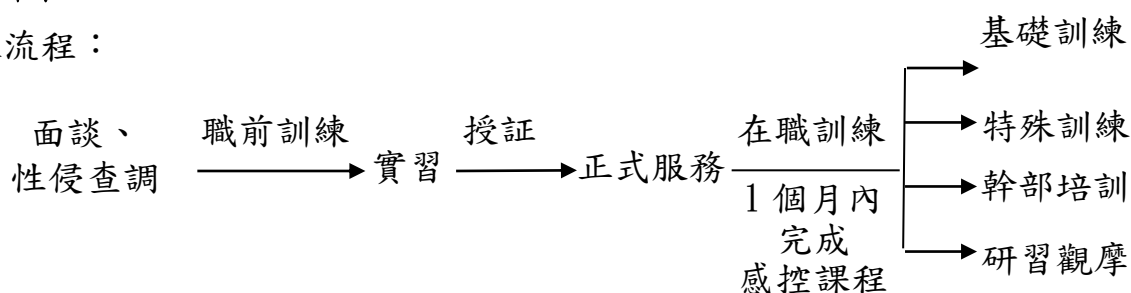 流程：
面談、
性侵查調
職前訓練
實習
授証
正式服務
在職訓練
1 個月內
完成
感控課程
基礎訓練
特殊訓練
幹部培訓
研習觀摩